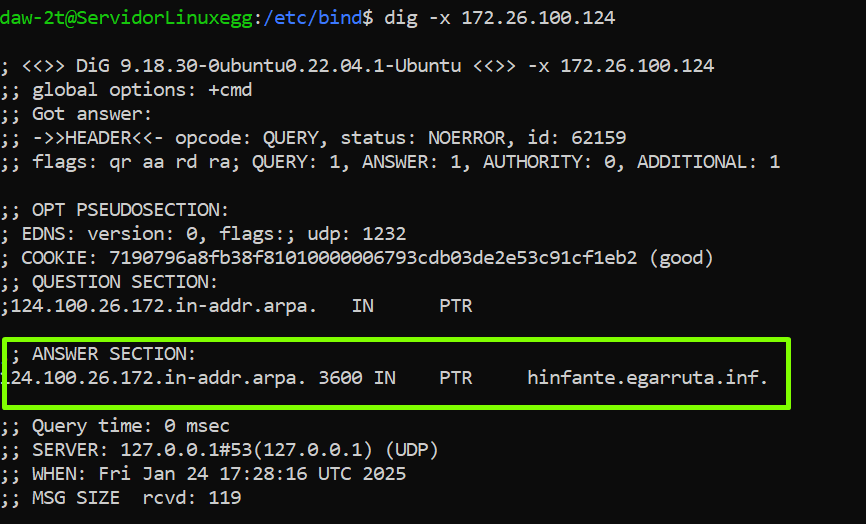 daw-2t@ServidorLinuxegg:/etc/bind$ dig -x 172.26.100.124
; <<>> DiG 9.18.30-0ubuntu0.22.04.1-Ubuntu <<>> -x 172.26.100.124
;; global options: +cmd
;; Got answer:
;; ->>HEADER<<- opcode: QUERY, status: NOERROR, id: 62159
;; flags: qr aa rd ra; QUERY: 1, ANSWER: 1, AUTHORITY: 0, ADDITIONAL: 1
;; OPT PSEUDOSECTION:
; EDNS: version: 0, flags:; udp: 1232
; COOKIE: 7190796a8fb38f81010000006793cdb03de2e53c91cf1eb2 (good)
;; QUESTION SECTION:
;124.100.26.172.in-addr.arpa. IN PTR
; ANSWER SECTION:
124.100.26.172.in-addr.arpa. 3600 IN PTR hinfante.egarruta.inf.
;; Query time: 0 msec
;; SERVER: 127.0.0.1#53(127.0.0.1) (UDP)
;; WHEN: Fri Jan 24 17:28:16 UTC 2025
;; MSG SIZE rcvd: 119